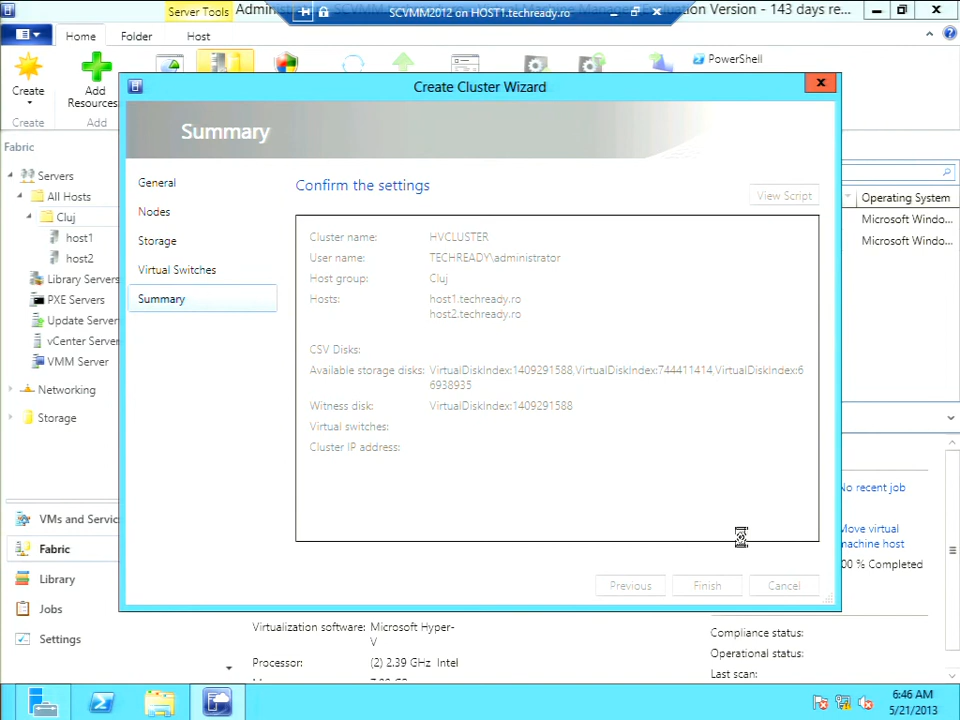 Server Tools
Admini
SCVMM2012 on HOST1.techready.ro
Evaluation Version - 143 days re...
Home
Folder
Host
Create
Add
Resources
PowerShell
Create
Add
Fabric
Servers
All Hosts
Cluj
host1
host2
Library Servers
PXE Servers
Update Server
vCenter Server
VMM Server
Networking
Storage
VMs and Servic
Fabric
Library
Jobs
Settings
Create Cluster Wizard
Summary
General
Nodes
Storage
Virtual Switches
Summary
Confirm the settings
View Script
Cluster name: HVCLUSTER
User name: TECHREADY\administrator
Host group: Cluj
Hosts: host1.techready.ro
host2.techready.ro
CSV Disks:
Available storage disks: VirtualDiskIndex:1409291588,VirtualDiskIndex:744411414,VirtualDiskIndex:6
6938935
Witness disk: VirtualDiskIndex:1409291588
Virtual switches:
Cluster IP address:
Previous
Finish
Cancel
Operating System
Microsoft Windo...
Microsoft Windo...
No recent job
Move virtual
machine host
00 % Completed
Virtualization software: Microsoft Hyper-
V
Processor: (2) 2.39 GHz Intel
Compliance status:
Operational status:
Last scan:
6:46 AM
5/21/2013